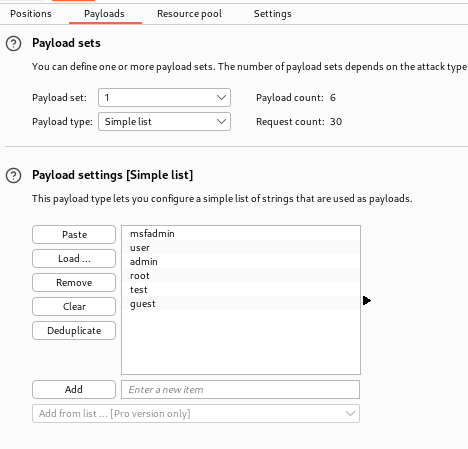 Positions Payloads Resource pool Settings
Payload sets
You can define one or more payload sets. The number of payload sets depends on the attack type
Payload set: 1 Payload count: 6
Payload type: Simple list Request count: 30
Payload settings [Simple list]
This payload type lets you configure a simple list of strings that are used as payloads.
Paste
Load ...
Remove
Clear
Deduplicate
msfadmin
user
admin
root
test
guest
Add Enter a new item
Add from list ... [Pro version only]